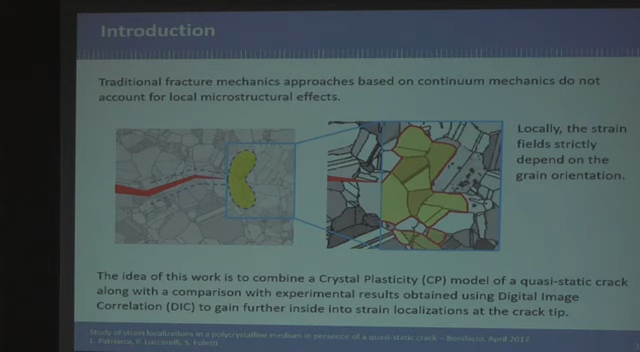 Introduction
Traditional fracture mechanics approaches based on continuum mechanics do not
account for local microstructural effects.
Locally, the strain
fields strictly
depend on the
grain orientation.
The idea of this work is to combine a Crystal Plasticity (CP) model of a quasi-static crack
along with a comparison with experimental results obtained using Digital Image
Correlation (DIC) to gain further inside into strain localizations at the crack tip.
Study of strain localizations in a polycrystalline medium in presence of a quasi-static crack – Bonifacio, April 2017
L. Patriarca, P. Luccarelli, S. Foletti